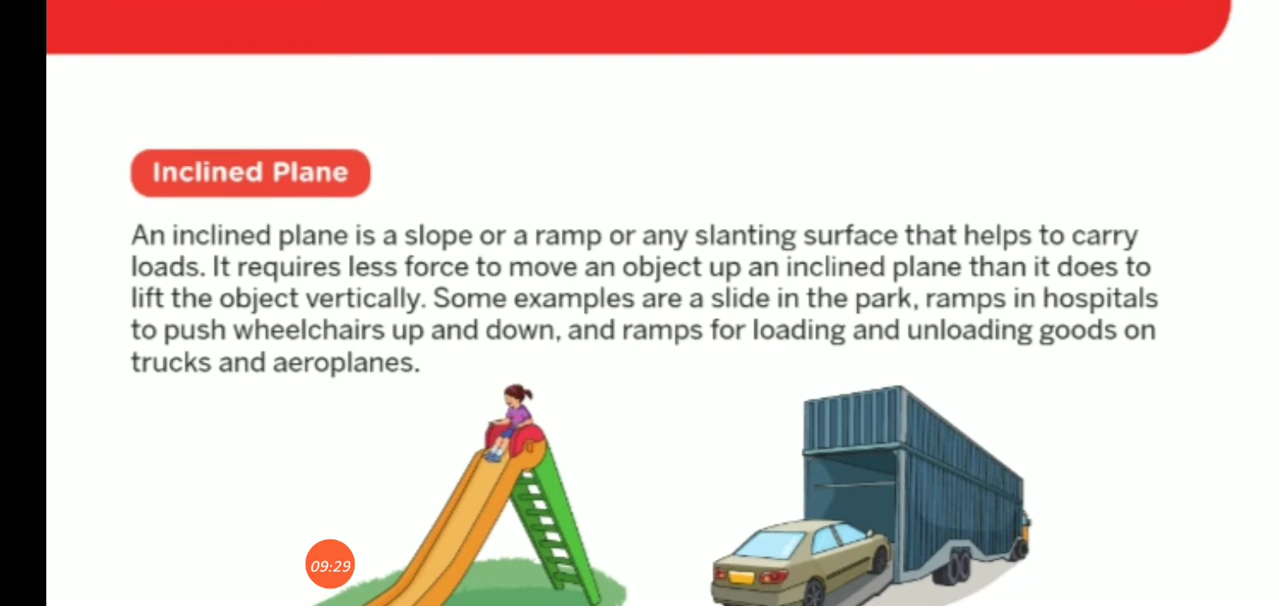 Inclined Plane
An inclined plane is a slope or a ramp or any slanting surface that helps to carry
loads. It requires less force to move an object up an inclined plane than it does to
lift the object vertically. Some examples are a slide in the park, ramps in hospitals
to push wheelchairs up and down, and ramps for loading and unloading goods on
trucks and aeroplanes.
09:29